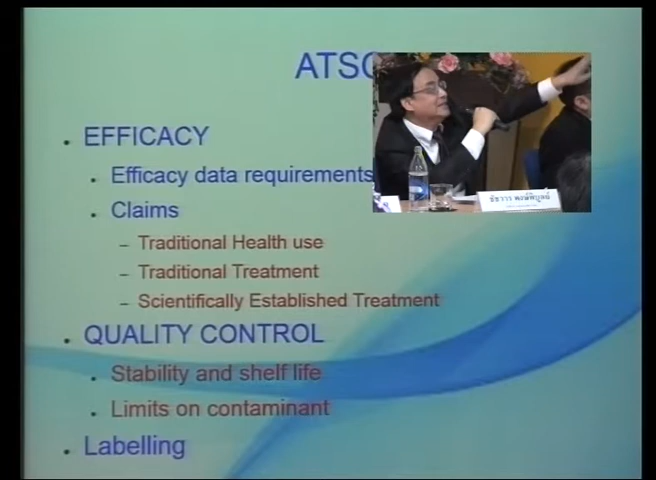 ATSC
EFFICACY
Efficacy data requirements
Claims
– Traditional Health use
– Traditional Treatment
– Scientifically Established Treatment
QUALITY CONTROL
Stability and shelf life
Limits on contaminant
Labelling